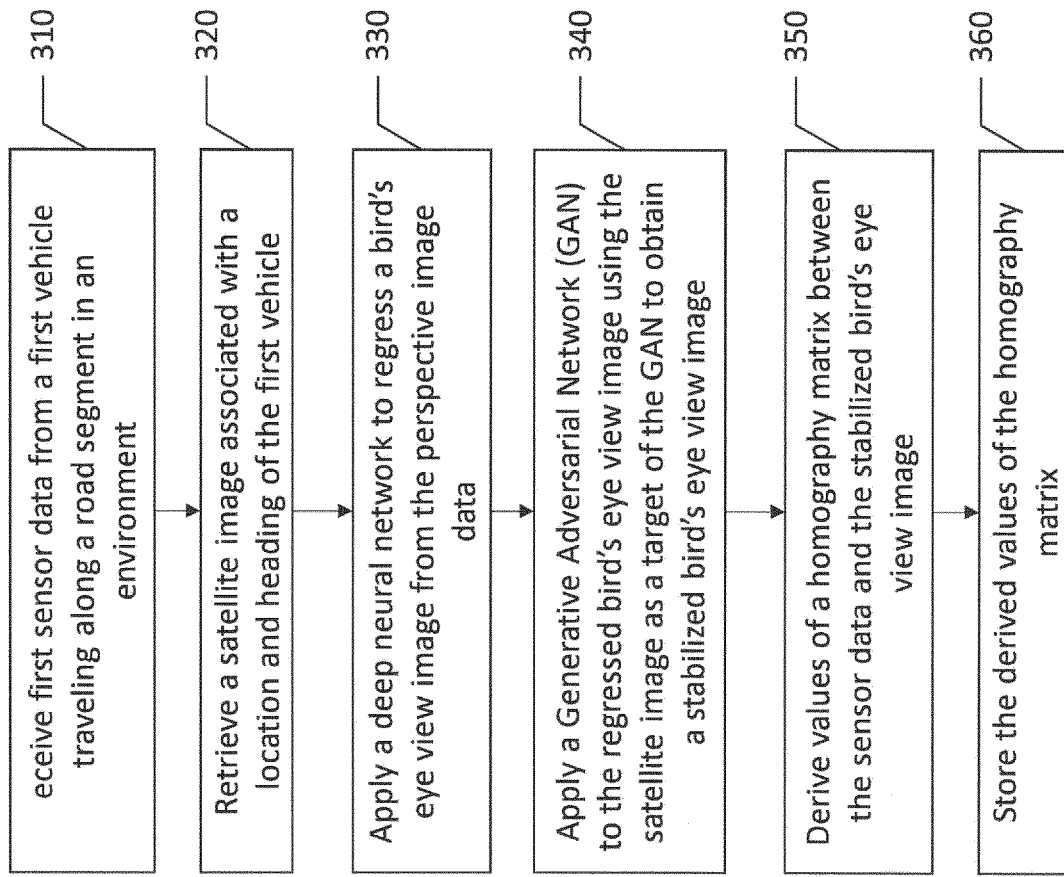 eceive first sensor data from a first vehicle
traveling along a road segment in an
environment
310
Retrieve a satellite image associated with a
location and heading of the first vehicle
320
Apply a deep neural network to regress a bird's
eye view image from the perspective image
data
330
Apply a Generative Adversarial Network (GAN)
to the regressed bird's eye view image using the
satellite image as a target of the GAN to obtain
a stabilized bird's eye view image
340
Derive values of a homography matrix between
the sensor data and the stabilized bird's eye
view image
350
Store the derived values of the homography
matrix
360